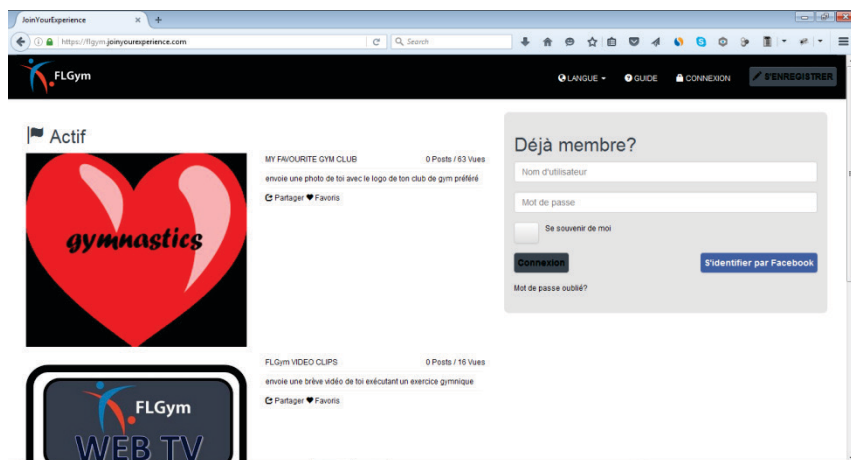 JoinYourExperience
https://flgym.joinyourexperience.com
Search
FLGym
LANGUE
GUIDE
CONNEXION
S'ENREGISTRER
Actif
gymnastics
MY FAVOURITE GYM CLUB
0 Posts / 63 Vues
envoie une photo de toi avec le logo de ton club de gym préféré
Partager Favoris
FLGym VIDEO CLIPS
0 Posts / 16 Vues
envoie une brève vidéo de toi exécutant un exercice gymnique
Partager Favoris
FLGym
WEB TV
Déjà membre?
Nom d'utilisateur
Mot de passe
Se souvenir de moi
Connexion
S'identifier par Facebook
Mot de passe oublié?